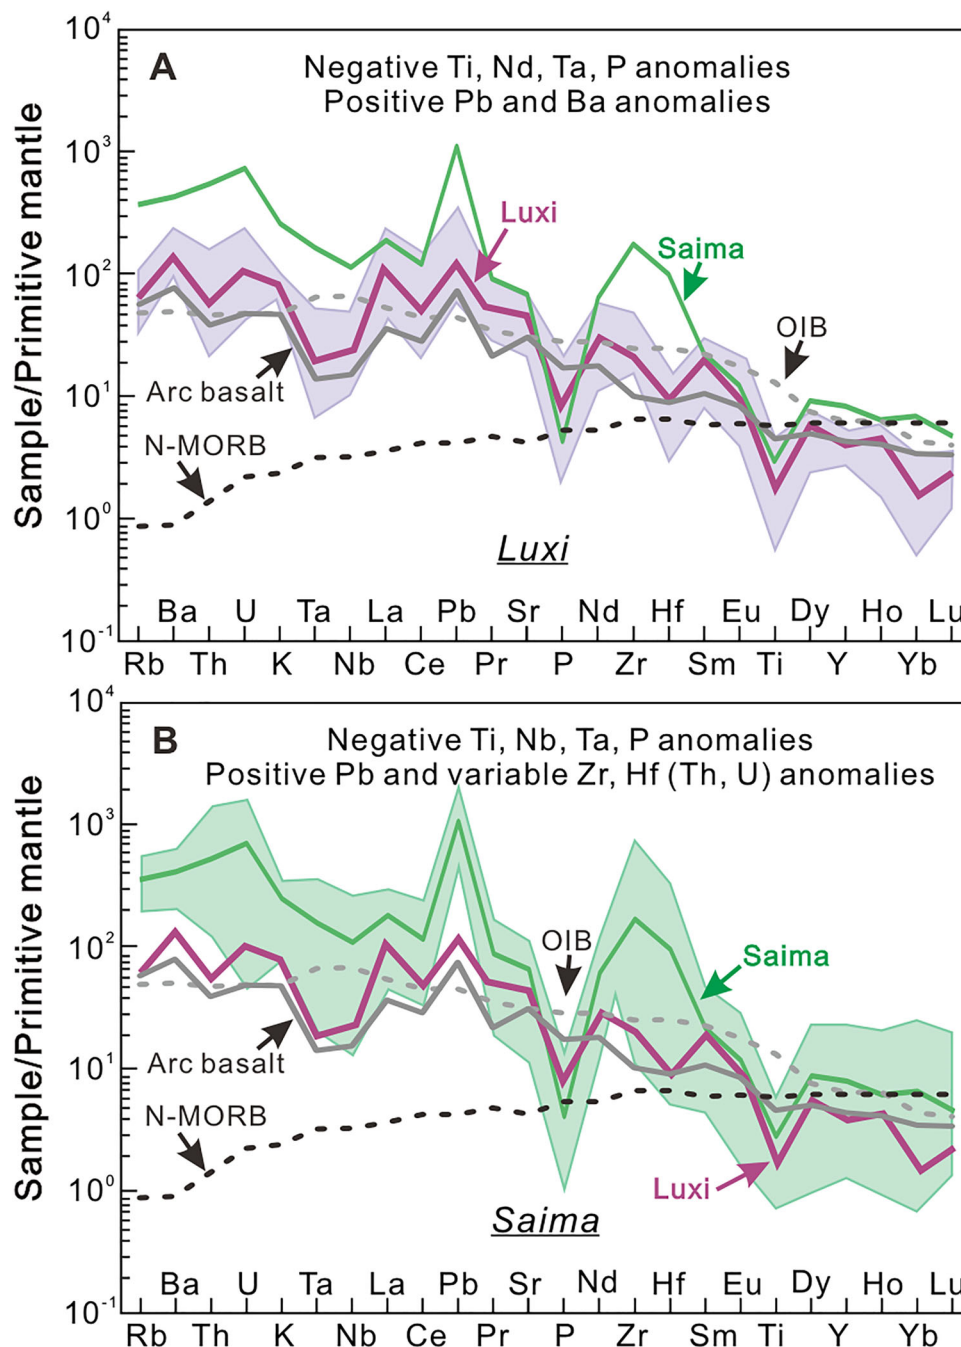 10⁴
A
Negative Ti, Nd, Ta, P anomalies
Positive Pb and Ba anomalies
10³
Luxi
Saima
10²
OIB
Arc basalt
10¹
N-MORB
10⁰
Luxi
Ba U Ta La Pb Sr Nd Hf Eu Dy Ho Lu
10⁻¹
Rb Th K Nb Ce Pr P Zr Sm Ti Y Yb
Sample/Primitive mantle
10⁴
B
Negative Ti, Nb, Ta, P anomalies
Positive Pb and variable Zr, Hf (Th, U) anomalies
10³
OIB
Saima
10²
Arc basalt
10¹
N-MORB
Luxi
10⁰
Saima
Ba U Ta La Pb Sr Nd Hf Eu Dy Ho Lu
10⁻¹
Rb Th K Nb Ce Pr P Zr Sm Ti Y Yb
Sample/Primitive mantle